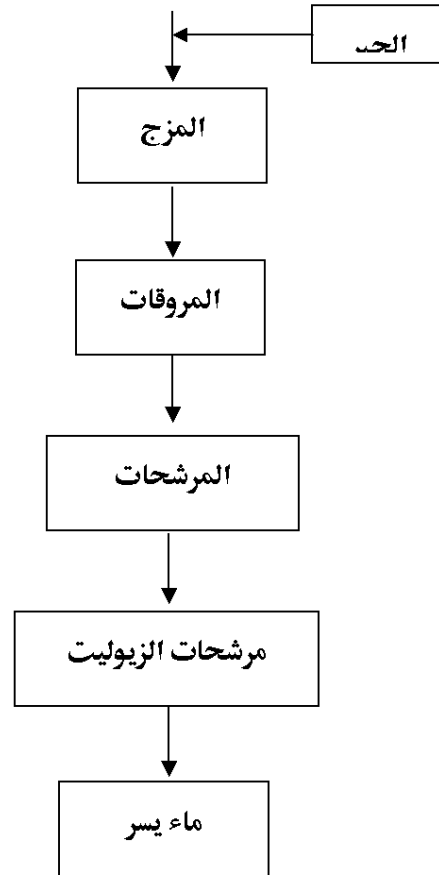 المزج
المروقات
المرشحات
مرشحات الزيوليت
ماء يسر